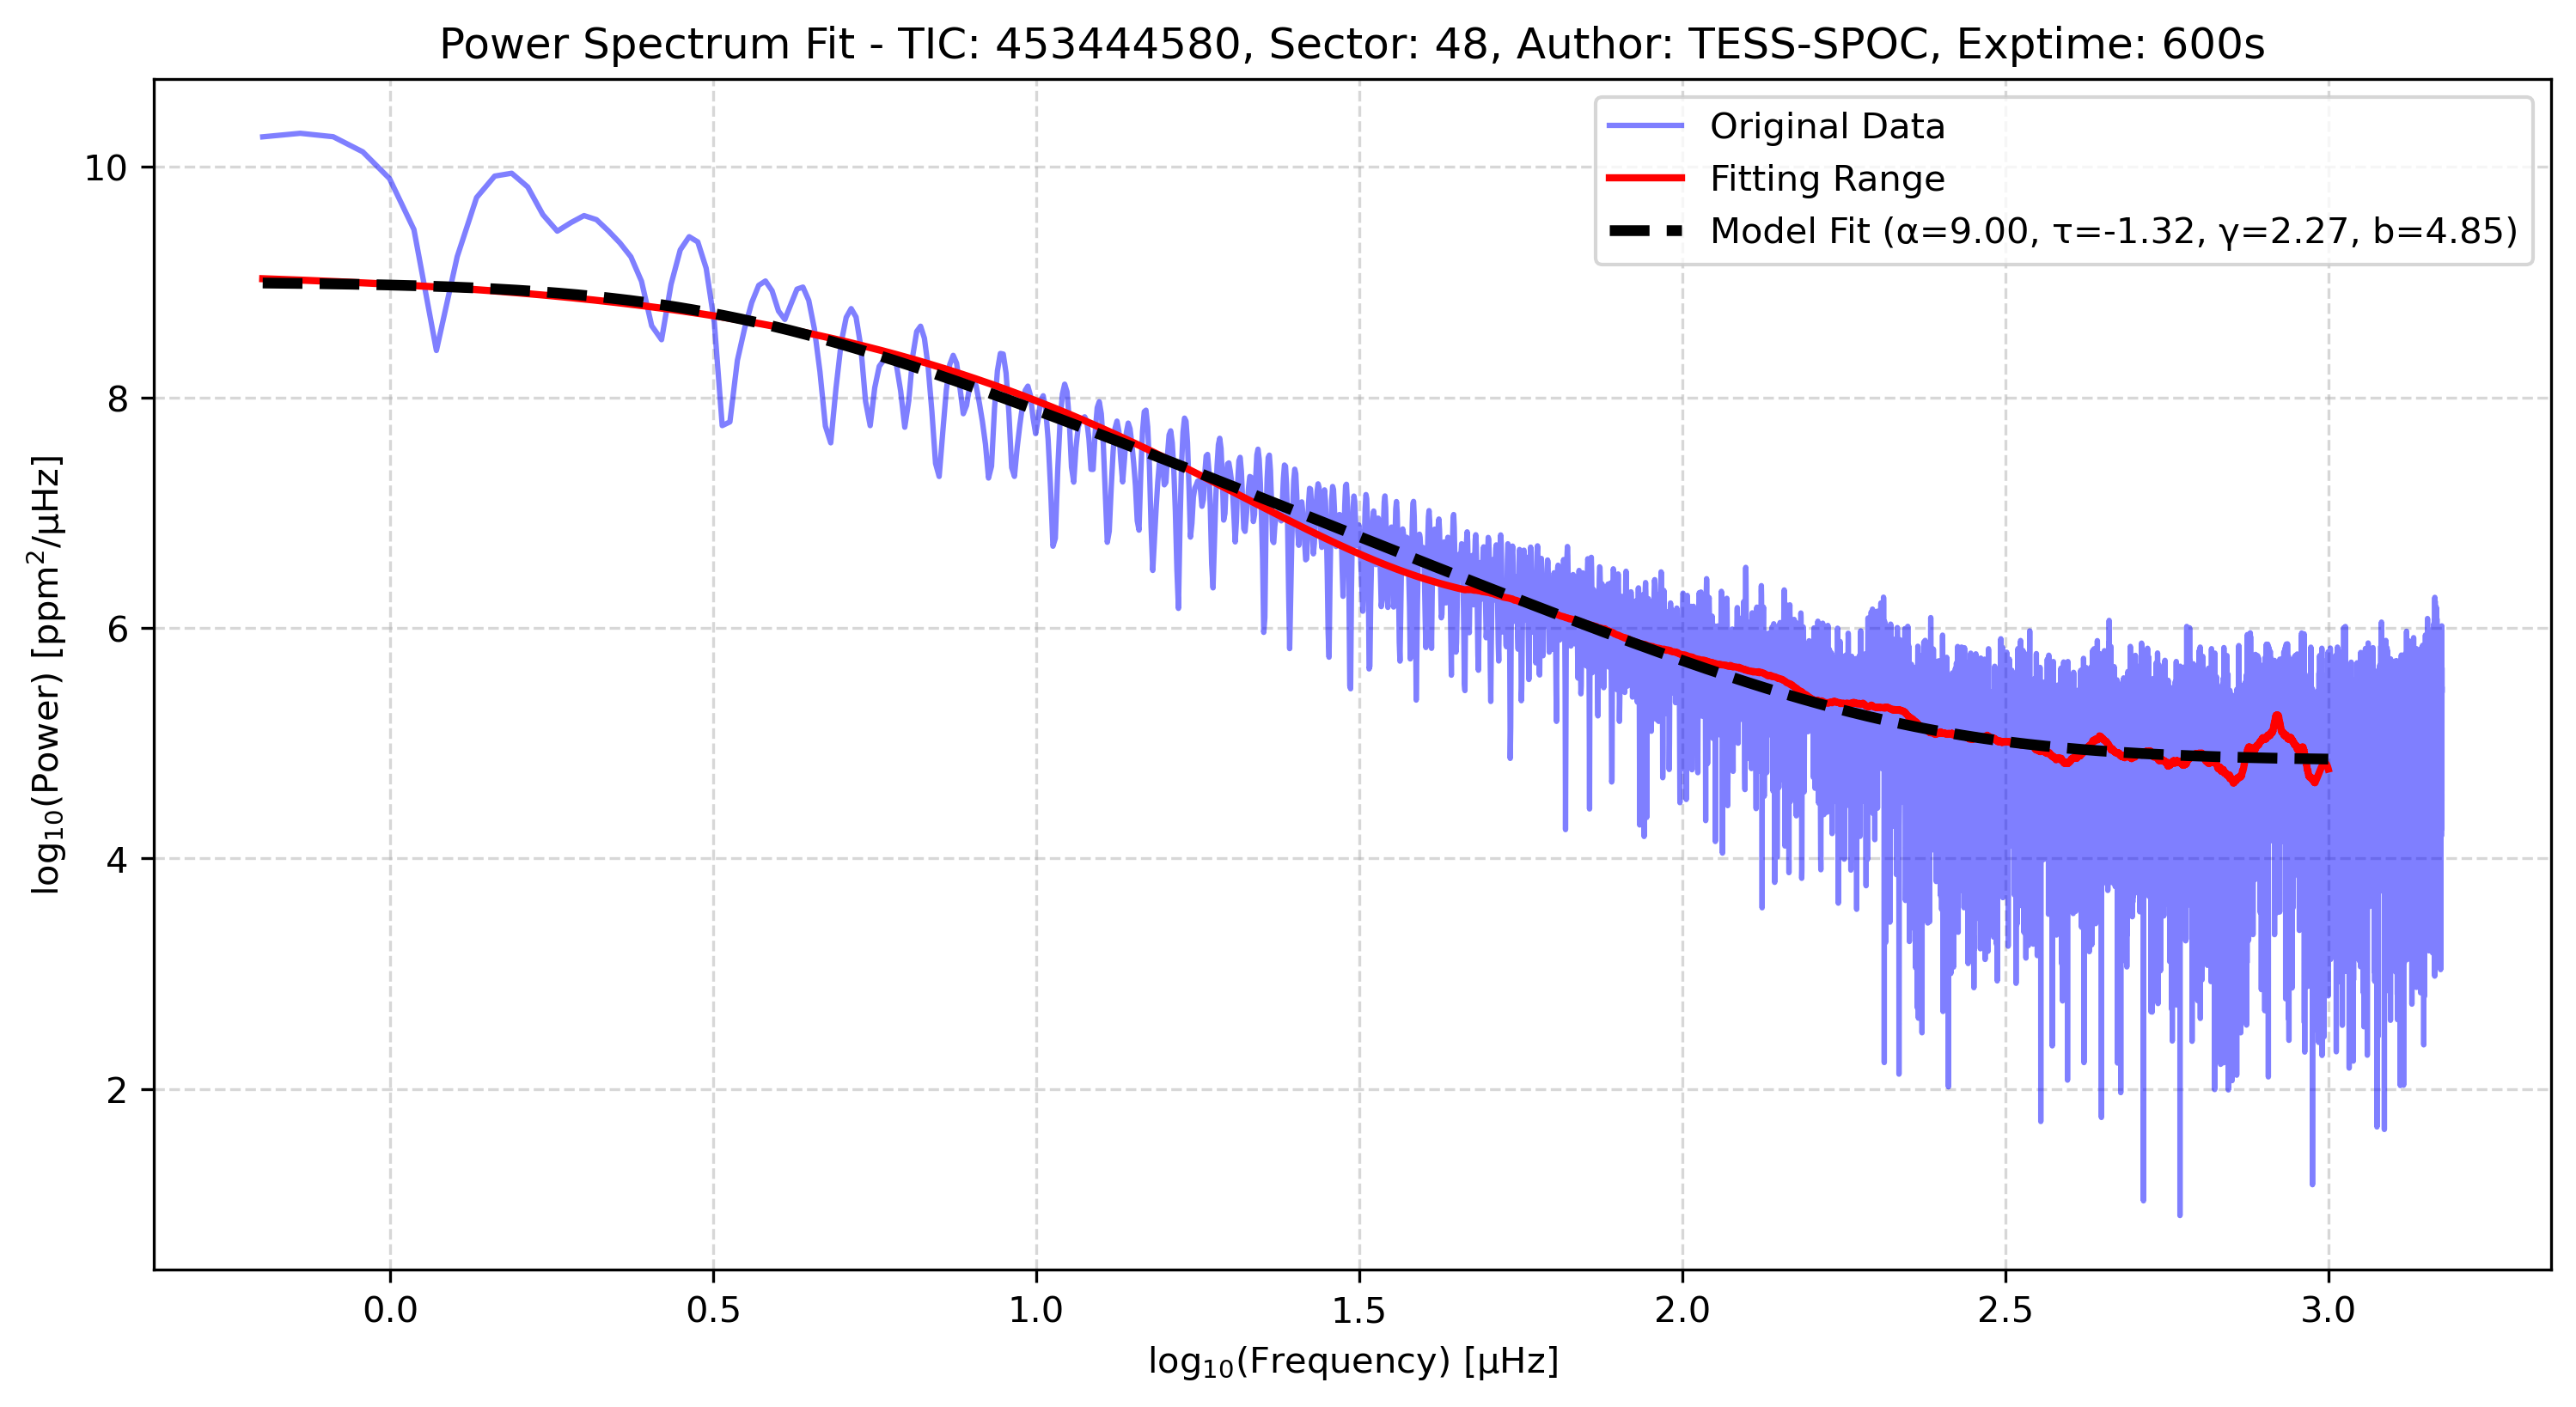 Power Spectrum Fit - TIC: 453444580, Sector: 48, Author: TESS-SPOC, Exptime: 600s
Original Data
Fitting Range
Model Fit (α=9.00, τ=-1.32, γ=2.27, b=4.85)
log₁₀(Power) [ppm²/μHz]
10
8
6
4
2
0.0 0.5 1.0 1.5 2.0 2.5 3.0
log₁₀(Frequency) [μHz]